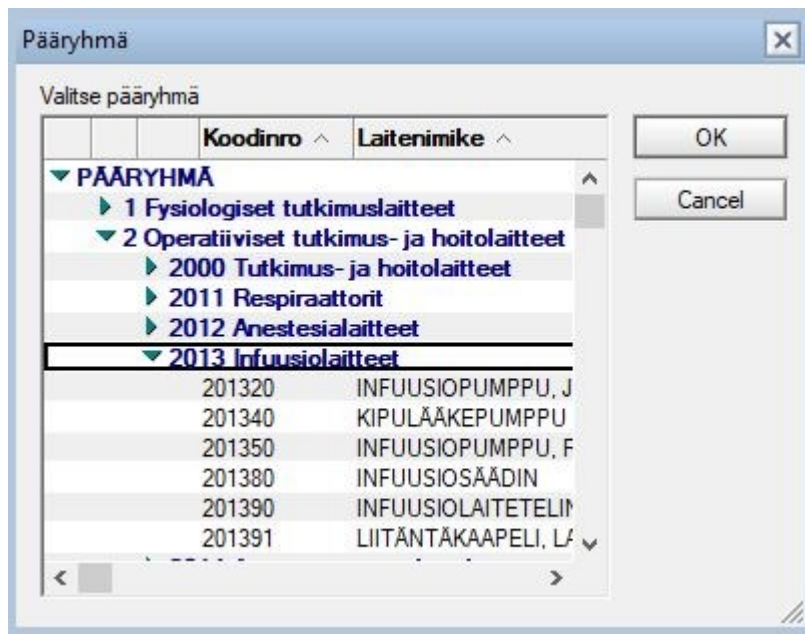 Pääryhmä
Valitse pääryhmä
Koodinro Laitenimike
PÄÄRYHMÄ
1 Fysiologiset tutkimuslaitteet
2 Operatiiviset tutkimus- ja hoitolaitteet
2000 Tutkimus- ja hoitolaitteet
2011 Respiraattorit
2012 Anestesialaitteet
2013 Infuusiolaitteet
201320 INFUUSIOPUMPPU, J
201340 KIPULÄÄKEPUMPPU
201350 INFUUSIOPUMPPU, F
201380 INFUUSIOSÄÄDIN
201390 INFUUSIOLAITETELIN
201391 LIITÄNTÄKAAPELI, LA
OK
Cancel